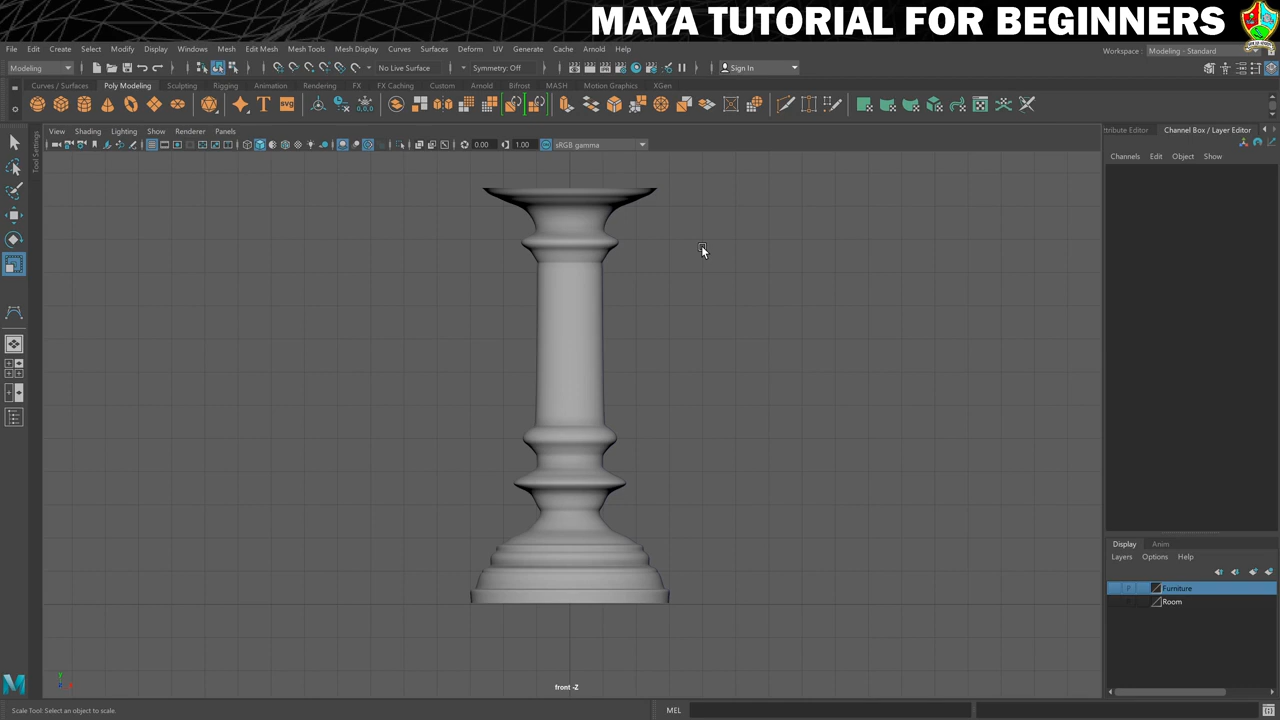 MAYA TUTORIAL FOR BEGINNERS
File Edit Create Select Modify Display Windows Mesh Edit Mesh Mesh Tools Mesh Display Curves Surfaces Deform UV Generate Cache Arnold Help
Workspace : Modeling - Standard
Modeling No Live Surface Symmetry: Off Sign In
Curves / Surfaces Poly Modeling Sculpting Rigging Animation Rendering FX FX Caching Custom Arnold Bifrost MASH Motion Graphics XGen
Tool Settings
View Shading Lighting Show Renderer Panels
0.00 1.00 sRGB gamma
ttribute Editor Channel Box / Layer Editor
Channels Edit Object Show
Display Anim
Layers Options Help
Furniture
Room
front -Z
Scale Tool: Select an object to scale.
MEL